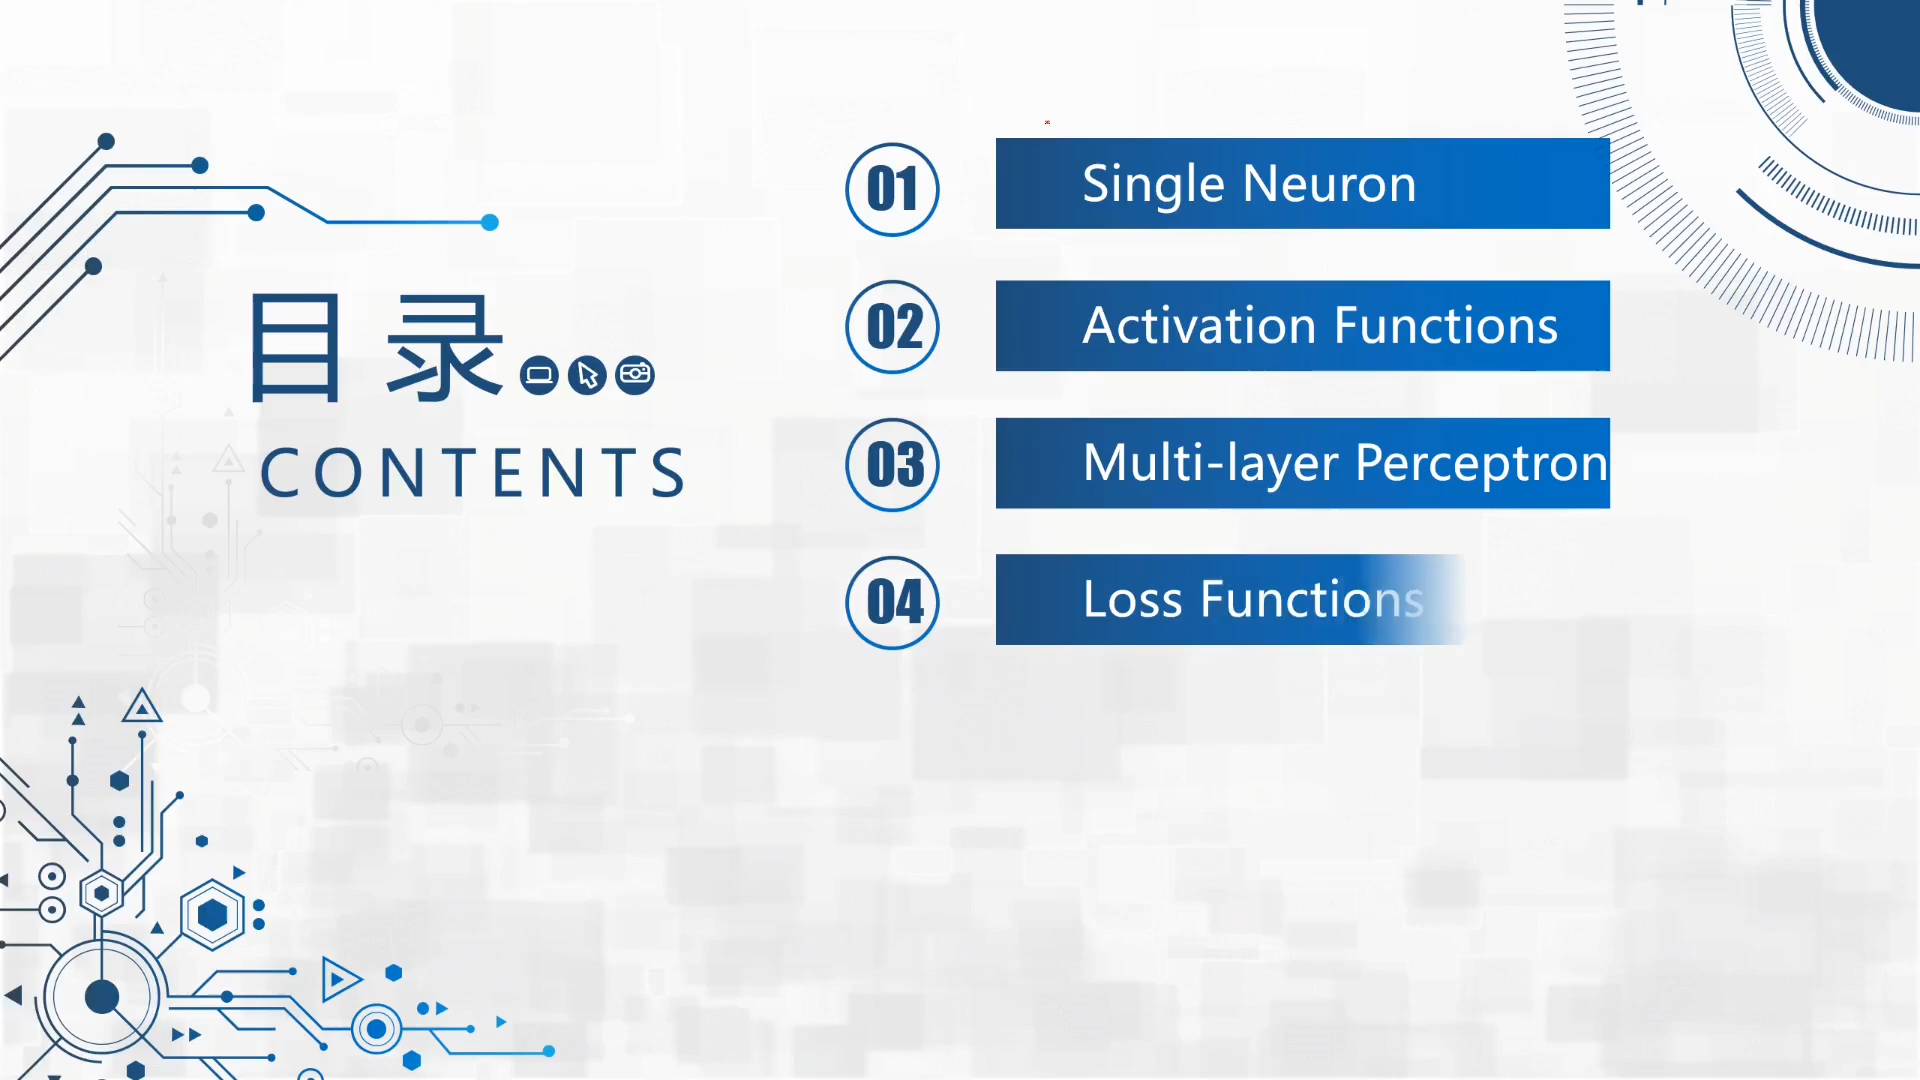 目录
CONTENTS
01 Single Neuron
02 Activation Functions
03 Multi-layer Perceptron
04 Loss Functions